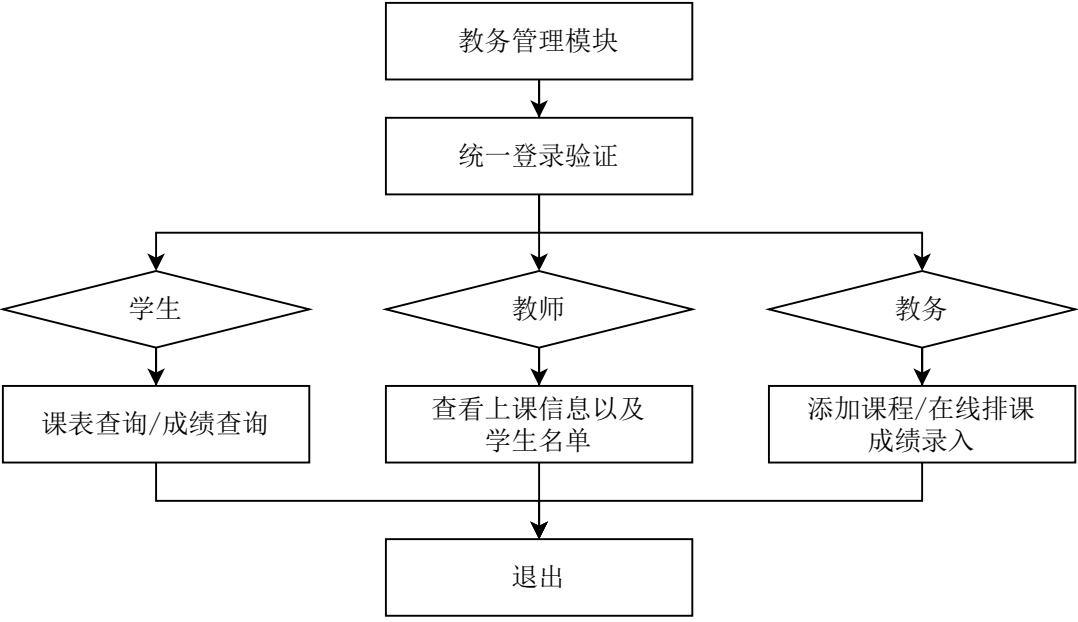 教务管理模块
统一登录验证
学生
教师
教务
课表查询/成绩查询
查看上课信息以及
学生名单
添加课程/在线排课
成绩录入
退出